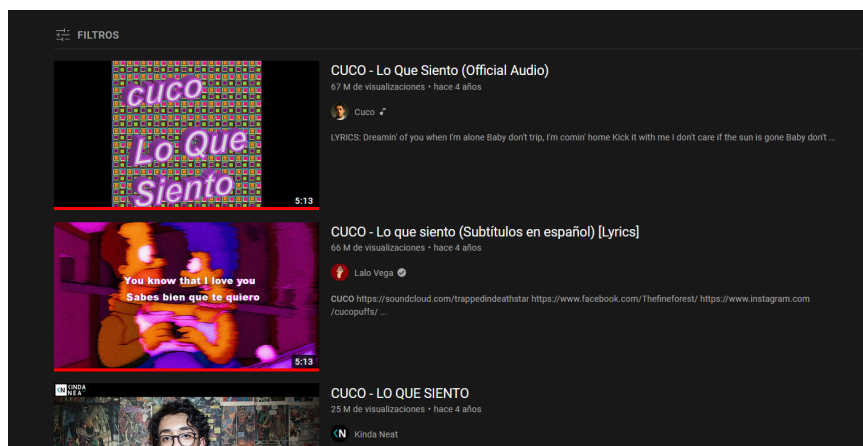 FILTROS
cuco
Lo Que
Siento
5:13
CUCO - Lo Que Siento (Official Audio)
67 M de visualizaciones • hace 4 años
Cuco
LYRICS: Dreamin' of you when I'm alone Baby don't trip, I'm comin' home Kick it with me I don't care if the sun is gone Baby don't ...
You know that I love you
Sabes bien que te quiero
5:13
CUCO - Lo que siento (Subtítulos en español) [Lyrics]
66 M de visualizaciones • hace 4 años
Lalo Vega
CUCO https://soundcloud.com/trappedindeathstar https://www.facebook.com/Thefineforest/ https://www.instagram.com
/cucopuffs/ ...
KN KINDA
NEAT
CUCO - LO QUE SIENTO
25 M de visualizaciones • hace 4 años
KN Kinda Neat